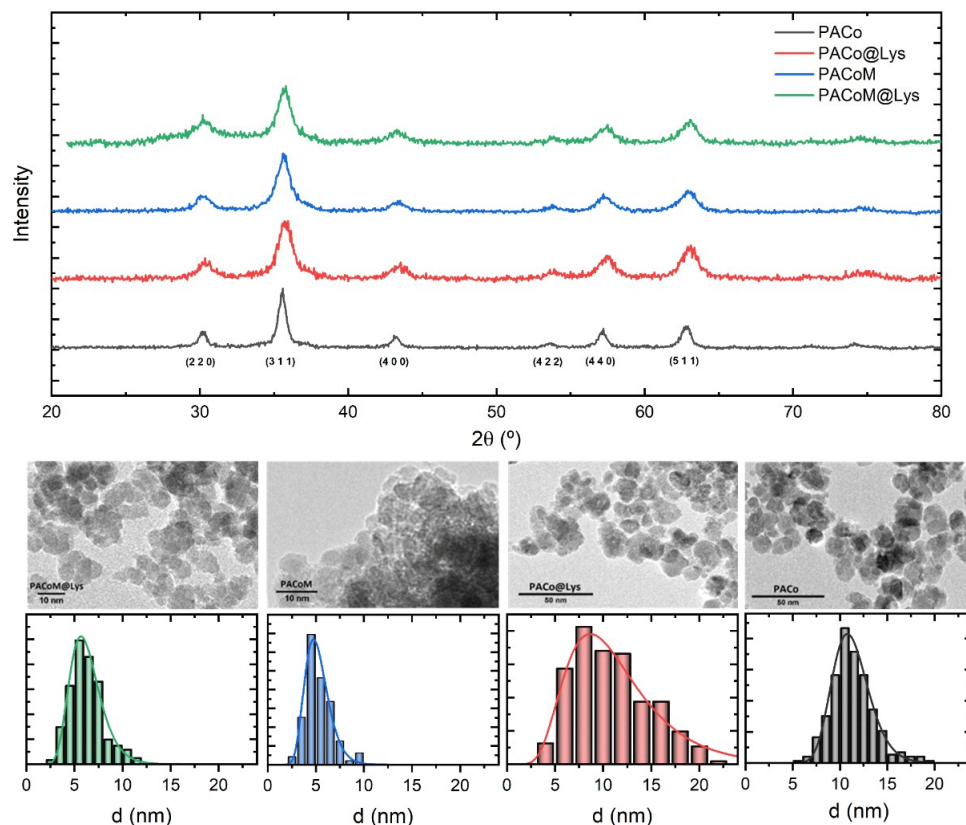 PACo
PACo@Lys
PACoM
PACoM@Lys
Intensity
(2 2 0) (3 1 1) (4 0 0) (4 2 2) (4 4 0) (5 1 1)
20 30 40 50 60 70 80
2θ (º)
PACoM@Lys
10 nm
PACoM
10 nm
PACo@Lys
50 nm
PACo
50 nm
0 5 10 15 20
0 5 10 15 20
0 5 10 15 20
0 5 10 15 20
d (nm)
d (nm)
d (nm)
d (nm)